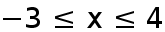 −3 ≤ x ≤ 4